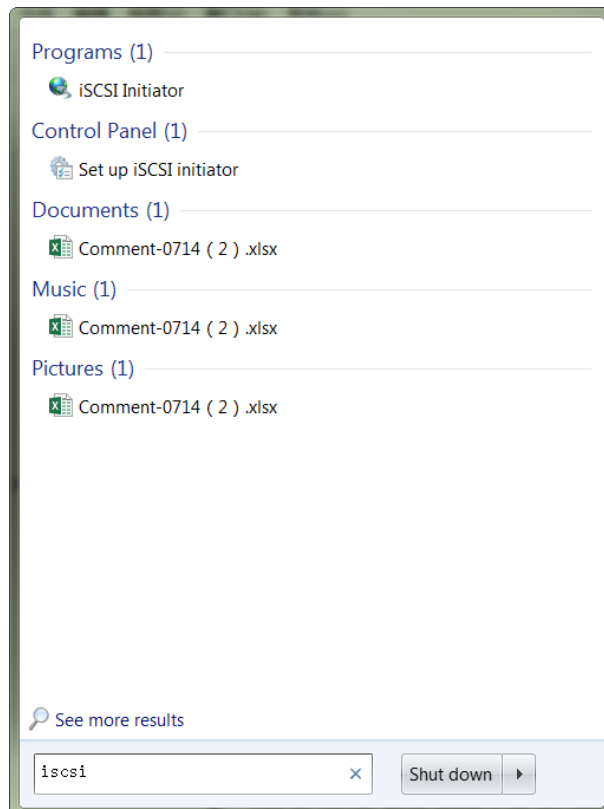 Programs (1)
iSCSI Initiator
Control Panel (1)
Set up iSCSI initiator
Documents (1)
Comment-0714 ( 2 ) .xlsx
Music (1)
Comment-0714 ( 2 ) .xlsx
Pictures (1)
Comment-0714 ( 2 ) .xlsx
See more results
iscsi
Shut down